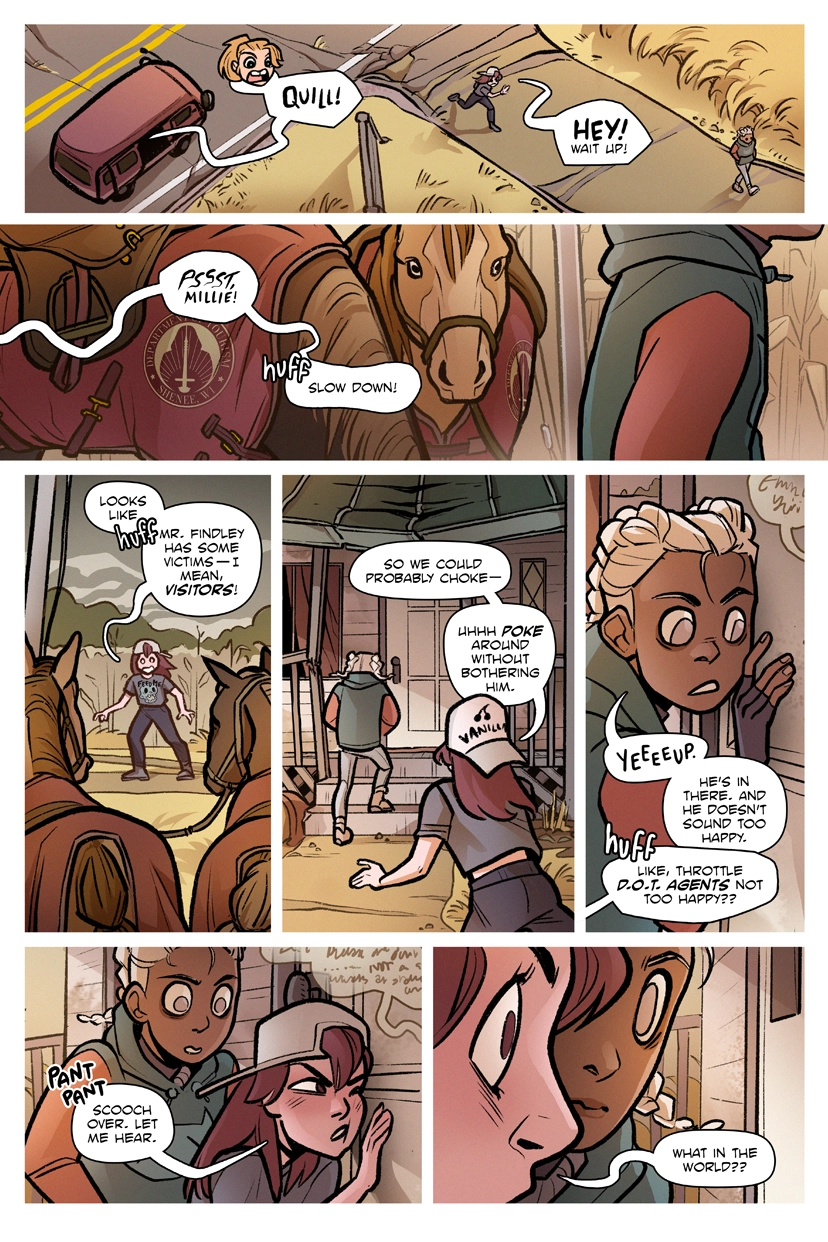 QUILL!
HEY!
WAIT UP!
PSSST,
MILLIE!
huff
SLOW DOWN!
SHENEE, WI
LOOKS
LIKE
huff
MR. FINDLEY
HAS SOME
VICTIMS — I
MEAN,
VISITORS!
SO WE COULD
PROBABLY CHOKE—
UHHH POKE
AROUND
WITHOUT
BOTHERING
HIM.
VANILLA
YEEEEUP.
HE'S IN
THERE. AND
HE DOESN'T
SOUND TOO
HAPPY.
huff
LIKE, THROTTLE
D.O.T. AGENTS NOT
TOO HAPPY??
NOT A
PANT
PANT
SCOOCH
OVER. LET
ME HEAR.
WHAT IN THE
WORLD??